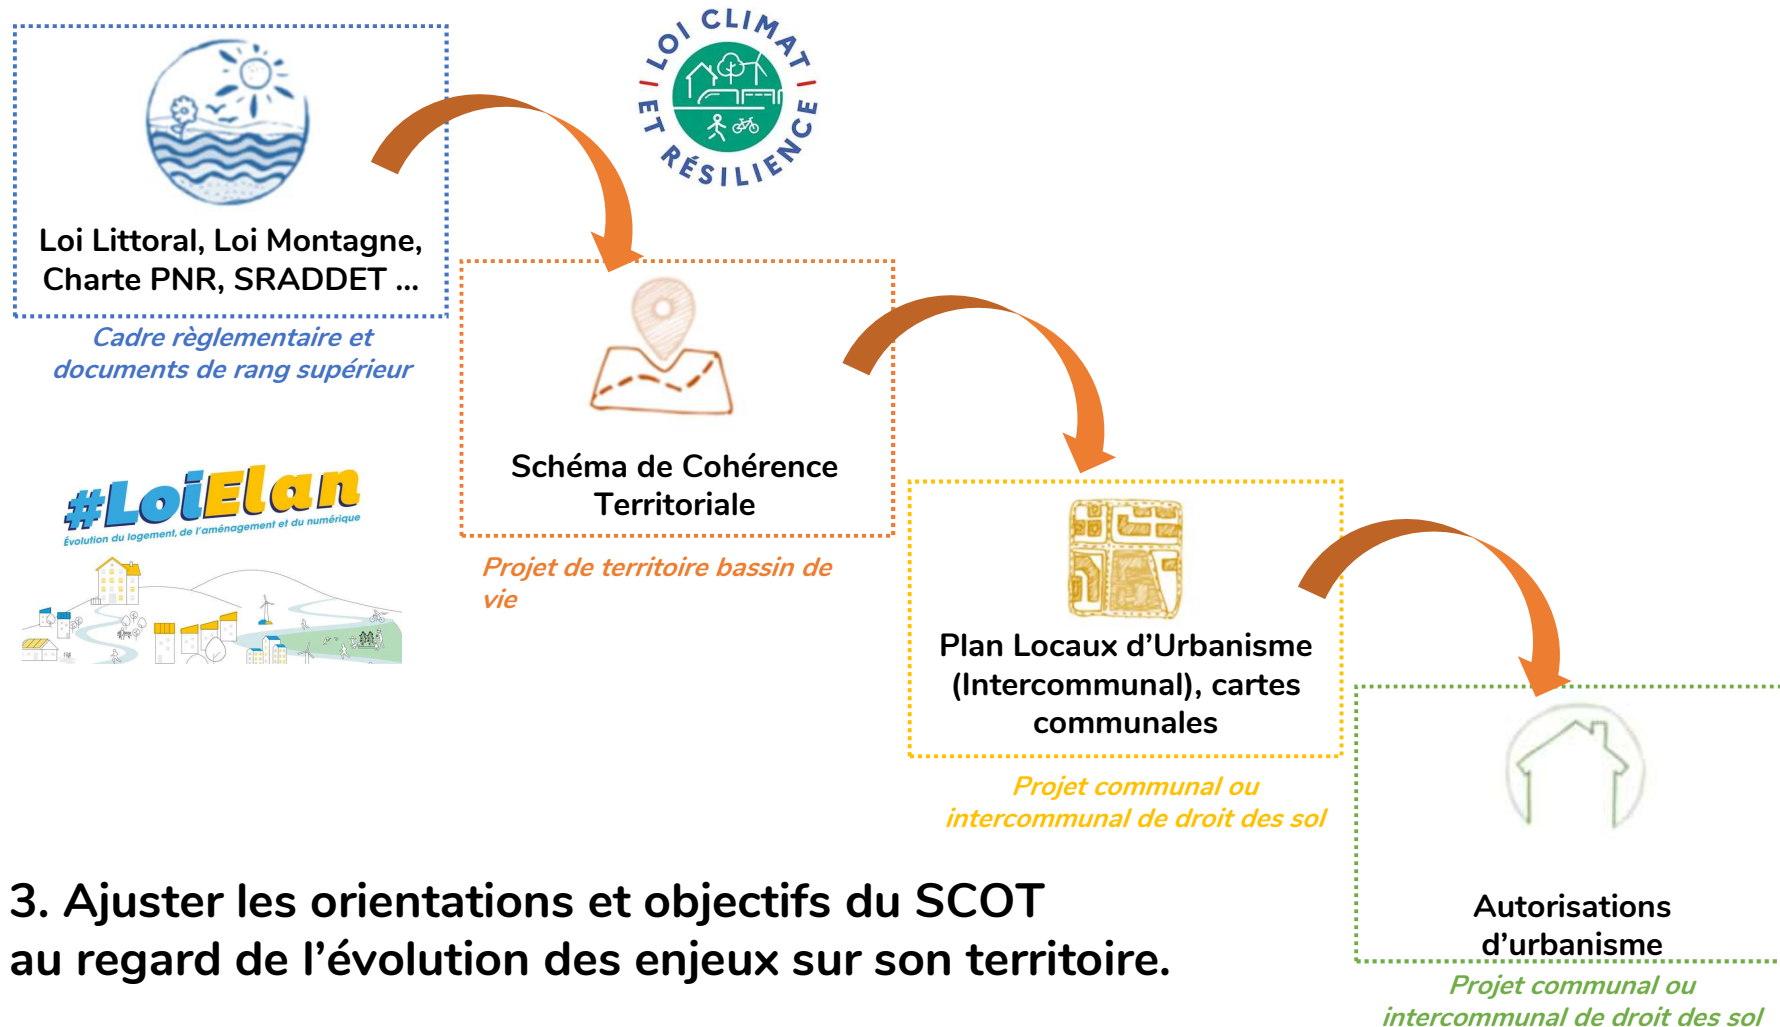 LOI CLIMAT
ET RÉSILIENCE
Loi Littoral, Loi Montagne,
Charte PNR, SRADDET ...
Cadre règlementaire et
documents de rang supérieur
#LoiElan
Évolution du logement, de l'aménagement et du numérique
Schéma de Cohérence
Territoriale
Projet de territoire bassin de
vie
Plan Locaux d’Urbanisme
(Intercommunal), cartes
communales
Projet communal ou
intercommunal de droit des sol
Autorisations
d’urbanisme
Projet communal ou
intercommunal de droit des sol
3. Ajuster les orientations et objectifs du SCOT
au regard de l’évolution des enjeux sur son territoire.